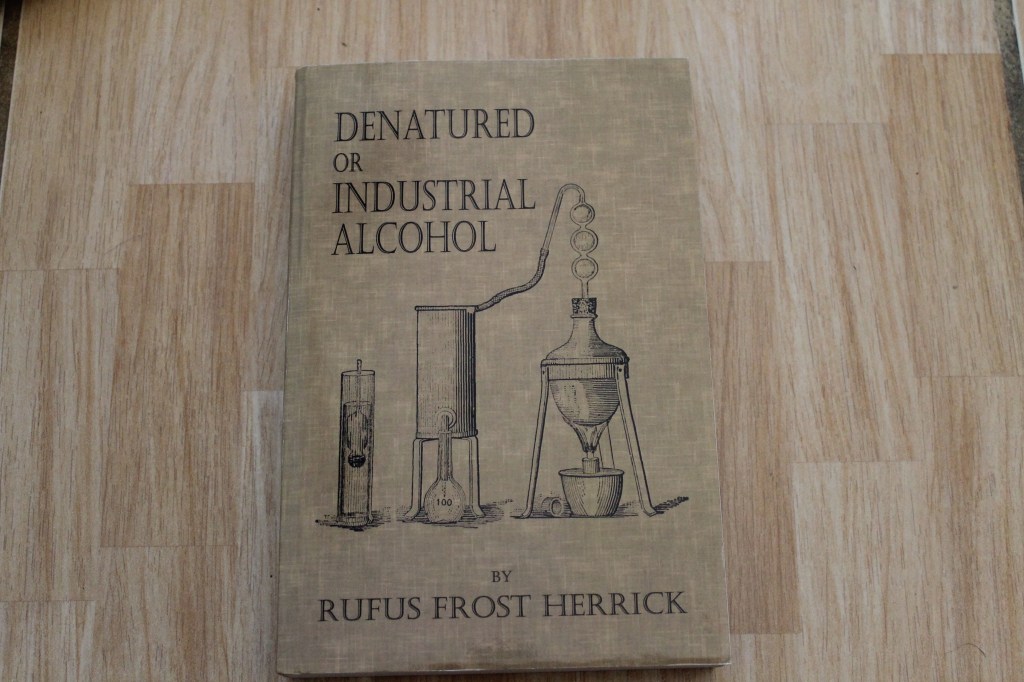 DENATURED
OR
INDUSTRIAL
ALCOHOL
100
BY
RUFUS FROST HERRICK